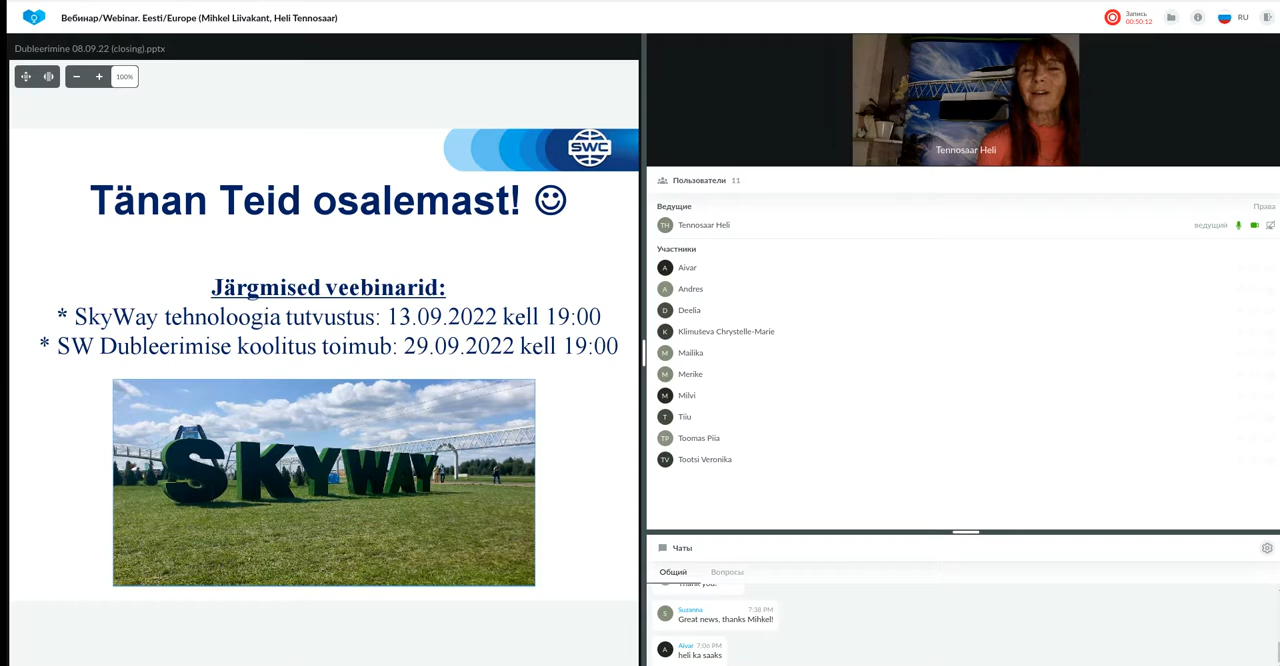 Вебинар/Webinar. Eesti/Europe (Mihkel Liivakant, Heli Tennosaar)
Запись
00:50:12
RU
Dubleerimine 08.09.22 (closing).pptx
100%
SWC
Tänan Teid osalemast! ☺
Järgmised veebinarid:
* SkyWay tehnoloogia tutvustus: 13.09.2022 kell 19:00
* SW Dubleerimise koolitus toimub: 29.09.2022 kell 19:00
SKYWAY
Tennosaar Heli
Пользователи 11
Ведущие Права
TH Tennosaar Heli ведущий
Участники
A Aivar
A Andres
D Deelia
K Klimuševa Chrystelle-Marie
M Mailika
M Merike
M Milvi
T Tiiu
TP Toomas Piia
TV Tootsi Veronika
Чаты
Общий Вопросы
Thank you!
S Suzanna 7:38 PM
Great news, thanks Mihkel!
A Aivar 7:06 PM
heli ka saaks